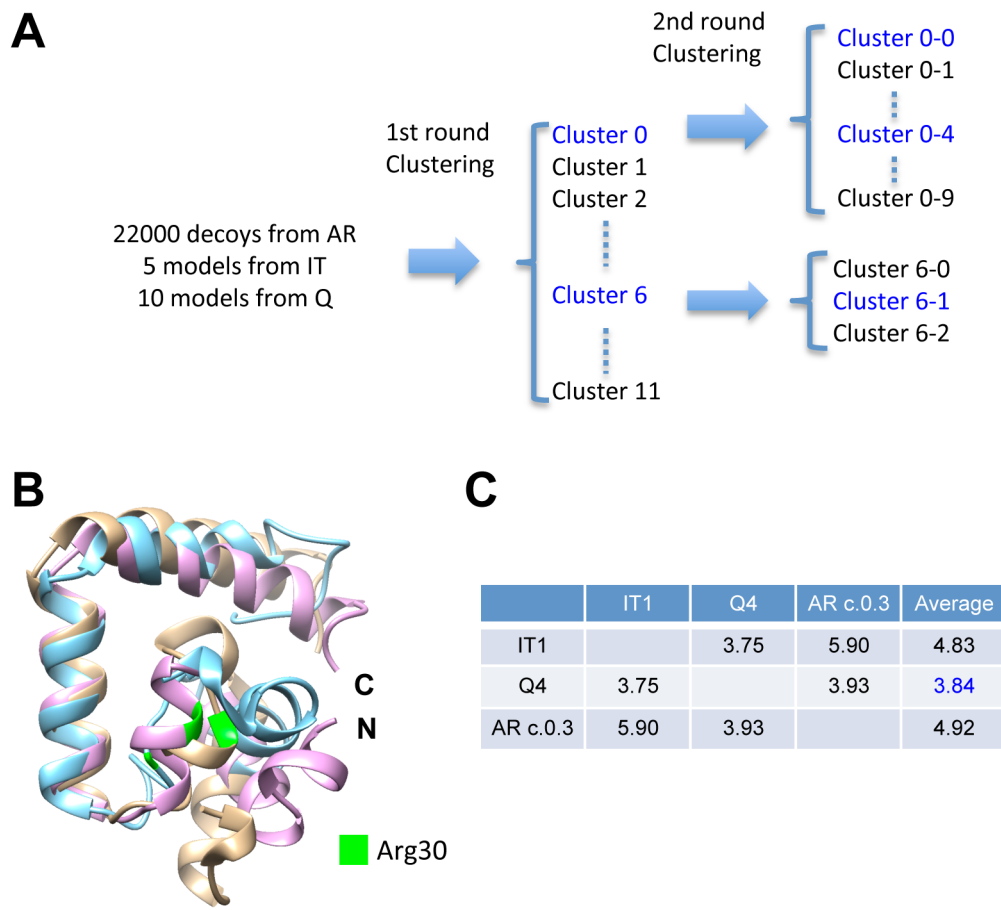 A
1st round
Clustering
2nd round
Clustering
22000 decoys from AR
5 models from IT
10 models from Q
Cluster 0
Cluster 1
Cluster 2
Cluster 6
Cluster 11
Cluster 0-0
Cluster 0-1
Cluster 0-4
Cluster 0-9
Cluster 6-0
Cluster 6-1
Cluster 6-2
B
C
N
Arg30
C
IT1 Q4 AR c.0.3 Average
IT1 3.75 5.90 4.83
Q4 3.75 3.93 3.84
AR c.0.3 5.90 3.93 4.92